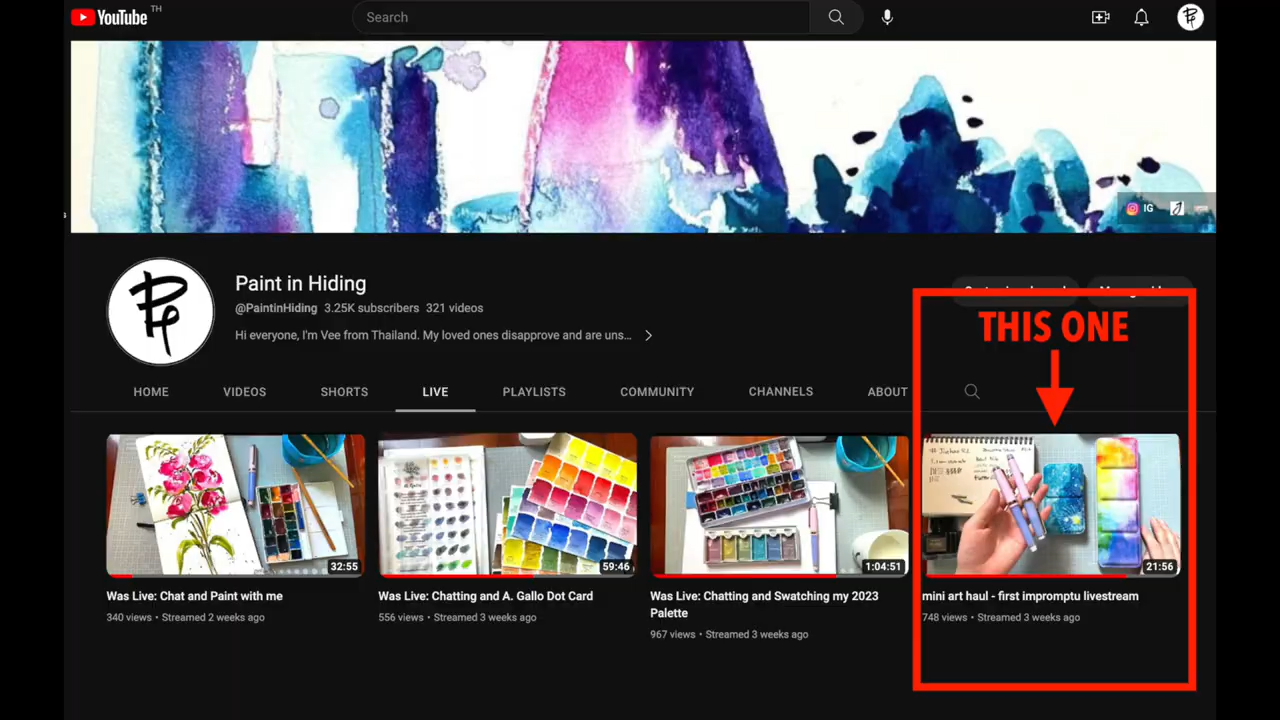 YouTube TH
Search
IG
Paint in Hiding
@PaintinHiding 3.25K subscribers 321 videos
Hi everyone, I'm Vee from Thailand. My loved ones disapprove and are uns...
THIS ONE
HOME VIDEOS SHORTS LIVE PLAYLISTS COMMUNITY CHANNELS ABOUT
32:55
59:46
1:04:51
21:56
Was Live: Chat and Paint with me
340 views • Streamed 2 weeks ago
Was Live: Chatting and A. Gallo Dot Card
556 views • Streamed 3 weeks ago
Was Live: Chatting and Swatching my 2023
Palette
967 views • Streamed 3 weeks ago
mini art haul - first impromptu livestream
748 views • Streamed 3 weeks ago